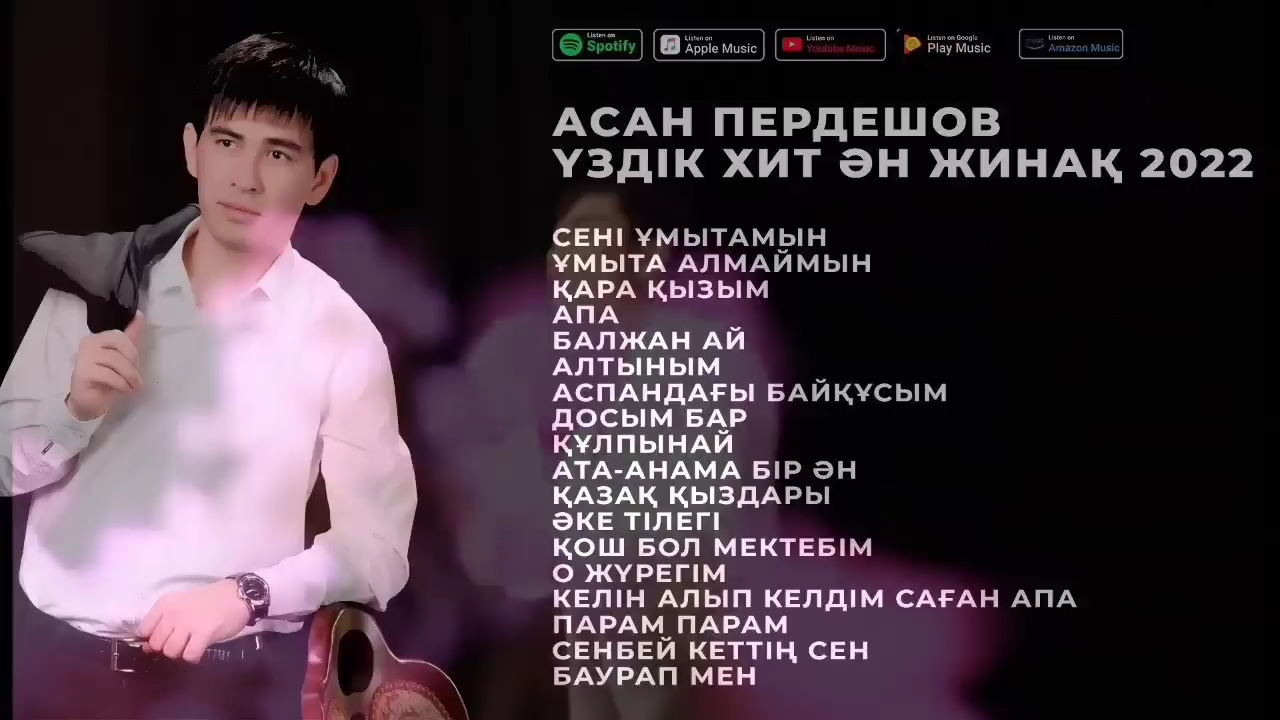 Listen on Spotify
Listen on Apple Music
Listen on Youtube Music
Listen on Google Play Music
music Listen on Amazon Music
АСАН ПЕРДЕШОВ
ҮЗДІК ХИТ ӘН ЖИНАҚ 2022
СЕНІ ҰМЫТАМЫН
ҰМЫТА АЛМАЙМЫН
ҚАРА ҚЫЗЫМ
АПА
БАЛЖАН АЙ
АЛТЫНЫМ
АСПАНДАҒЫ БАЙҚҰСЫМ
ДОСЫМ БАР
ҚҰЛПЫНАЙ
АТА-АНАМА БІР ӘН
ҚАЗАҚ ҚЫЗДАРЫ
ӘКЕ ТІЛЕГІ
ҚОШ БОЛ МЕКТЕБІМ
О ЖҮРЕГІМ
КЕЛІН АЛЫП КЕЛДІМ САҒАН АПА
ПАРАМ ПАРАМ
СЕНБЕЙ КЕТТІҢ СЕН
БАУРАП МЕН